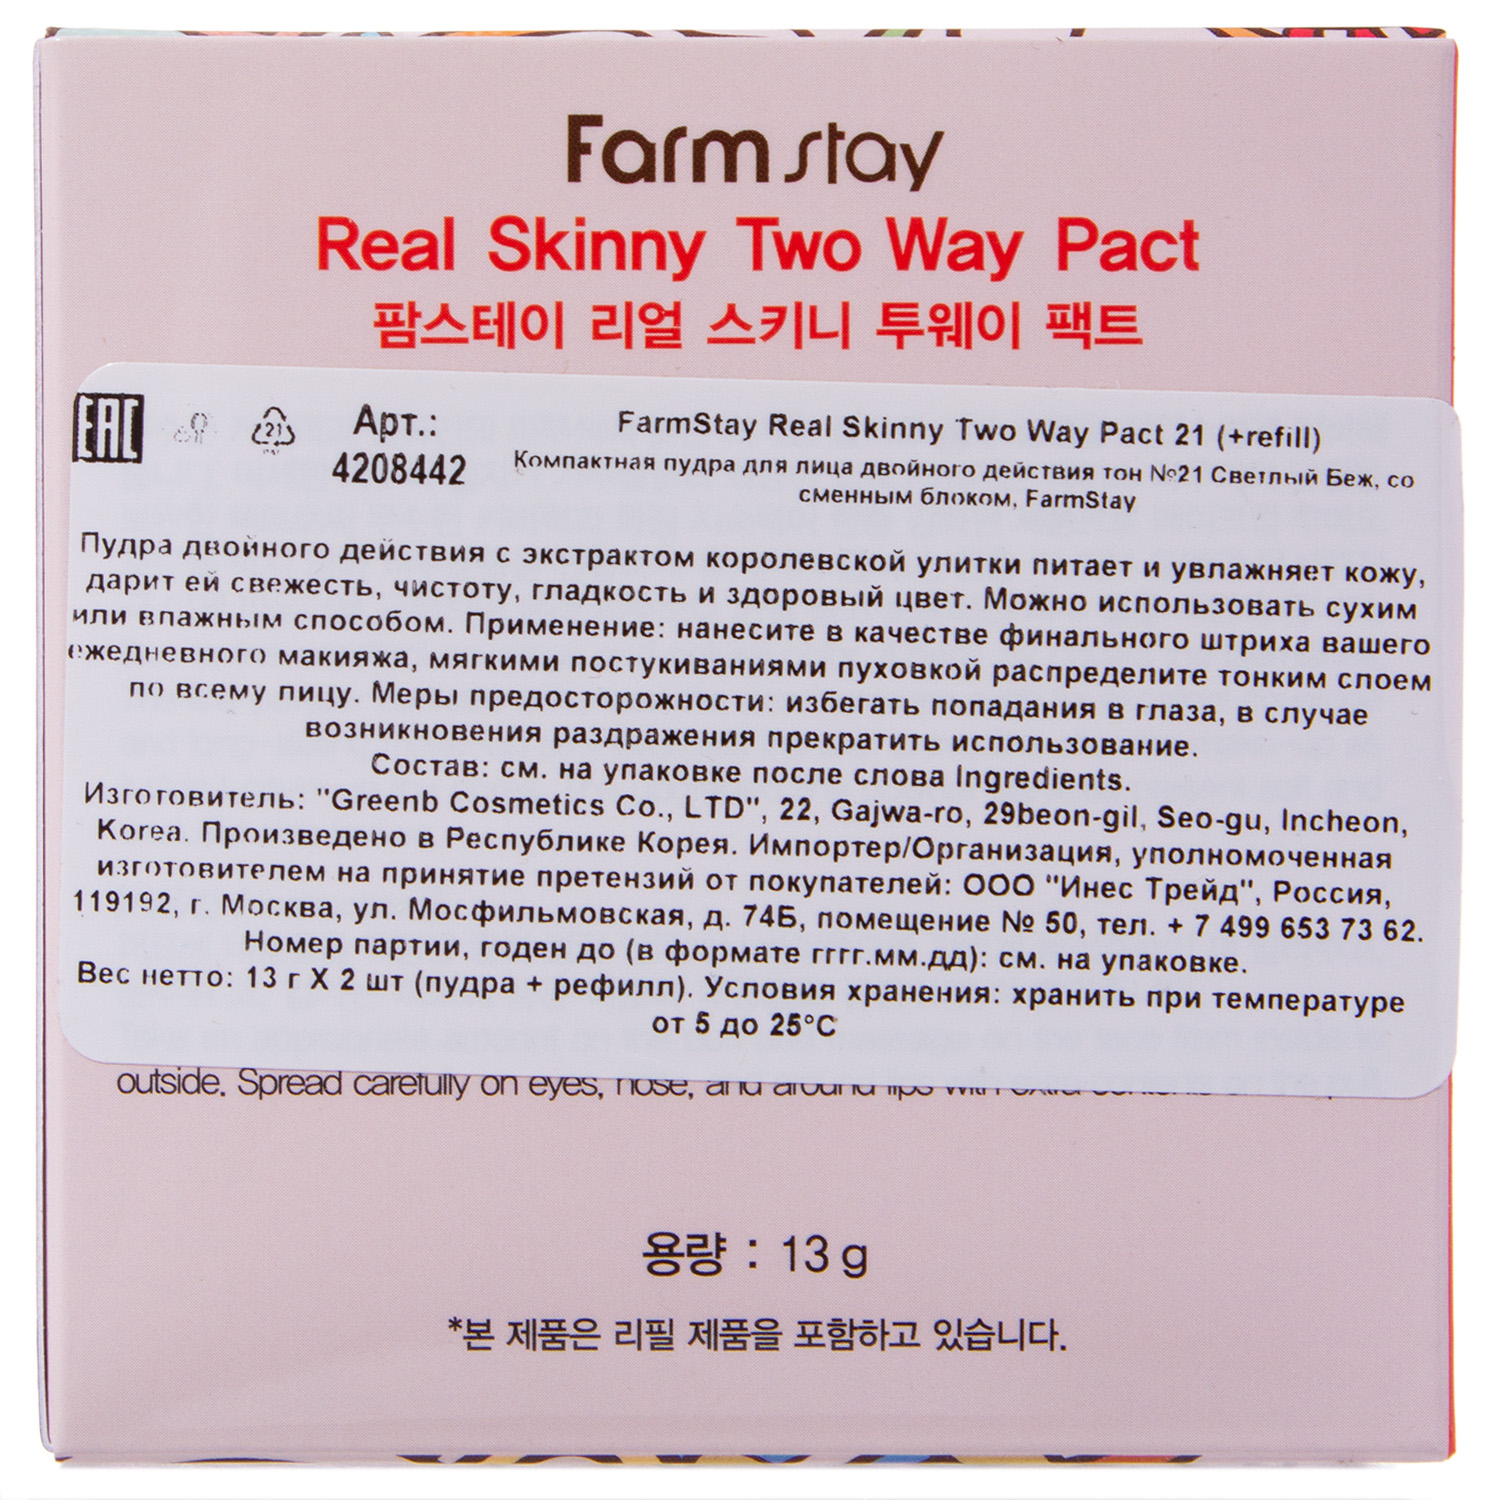 Farmstay
Real Skinny Two Way Pact
팜스테이 리얼 스키니 투웨이 팩트
EAC
21
Арт.:
4208442
FarmStay Real Skinny Two Way Pact 21 (+refill)
Компактная пудра для лица двойного действия тон №21 Светлый Беж, со
сменным блоком, FarmStay
Пудра двойного действия с экстрактом королевской улитки питает и увлажняет кожу,
дарит ей свежесть, чистоту, гладкость и здоровый цвет. Можно использовать сухим
или влажным способом. Применение: нанесите в качестве финального штриха вашего
ежедневного макияжа, мягкими постукиваниями пуховкой распределите тонким слоем
по всему лицу. Меры предосторожности: избегать попадания в глаза, в случае
возникновения раздражения прекратить использование.
Состав: см. на упаковке после слова Ingredients.
Изготовитель: "Greenb Cosmetics Co., LTD", 22, Gajwa-ro, 29beon-gil, Seo-gu, Incheon,
Korea. Произведено в Республике Корея. Импортер/Организация, уполномоченная
изготовителем на принятие претензий от покупателей: ООО "Инес Трейд", Россия,
119192, г. Москва, ул. Мосфильмовская, д. 74Б, помещение № 50, тел. + 7 499 653 73 62.
Номер партии, годен до (в формате гггг.мм.дд): см. на упаковке.
Вес нетто: 13 г X 2 шт (пудра + рефилл). Условия хранения: хранить при температуре
от 5 до 25°C
outside. Spread carefully on eyes, nose, and around lips with extra contents
용량 : 13 g
*본 제품은 리필 제품을 포함하고 있습니다.